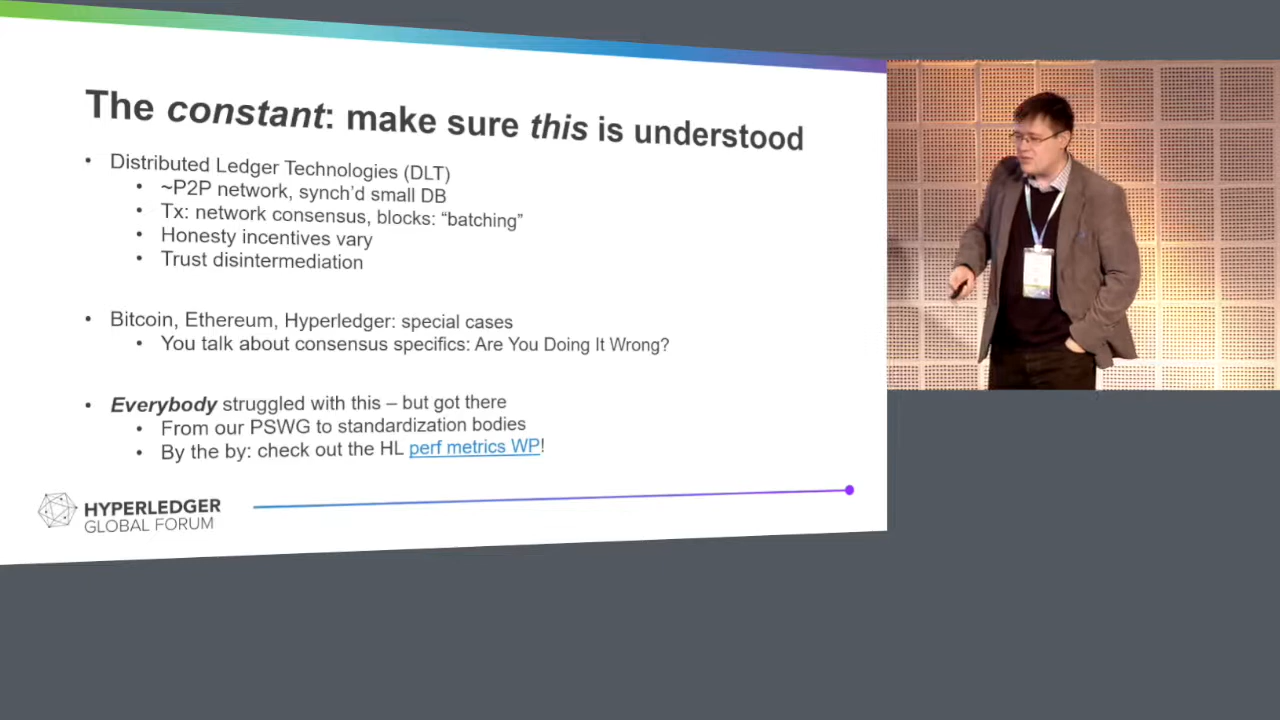 The constant: make sure this is understood
• Distributed Ledger Technologies (DLT)
• ~P2P network, synch’d small DB
• Tx: network consensus, blocks: “batching”
• Honesty incentives vary
• Trust disintermediation
• Bitcoin, Ethereum, Hyperledger: special cases
• You talk about consensus specifics: Are You Doing It Wrong?
• Everybody struggled with this – but got there
• From our PSWG to standardization bodies
• By the by: check out the HL perf metrics WP!
HYPERLEDGER
GLOBAL FORUM